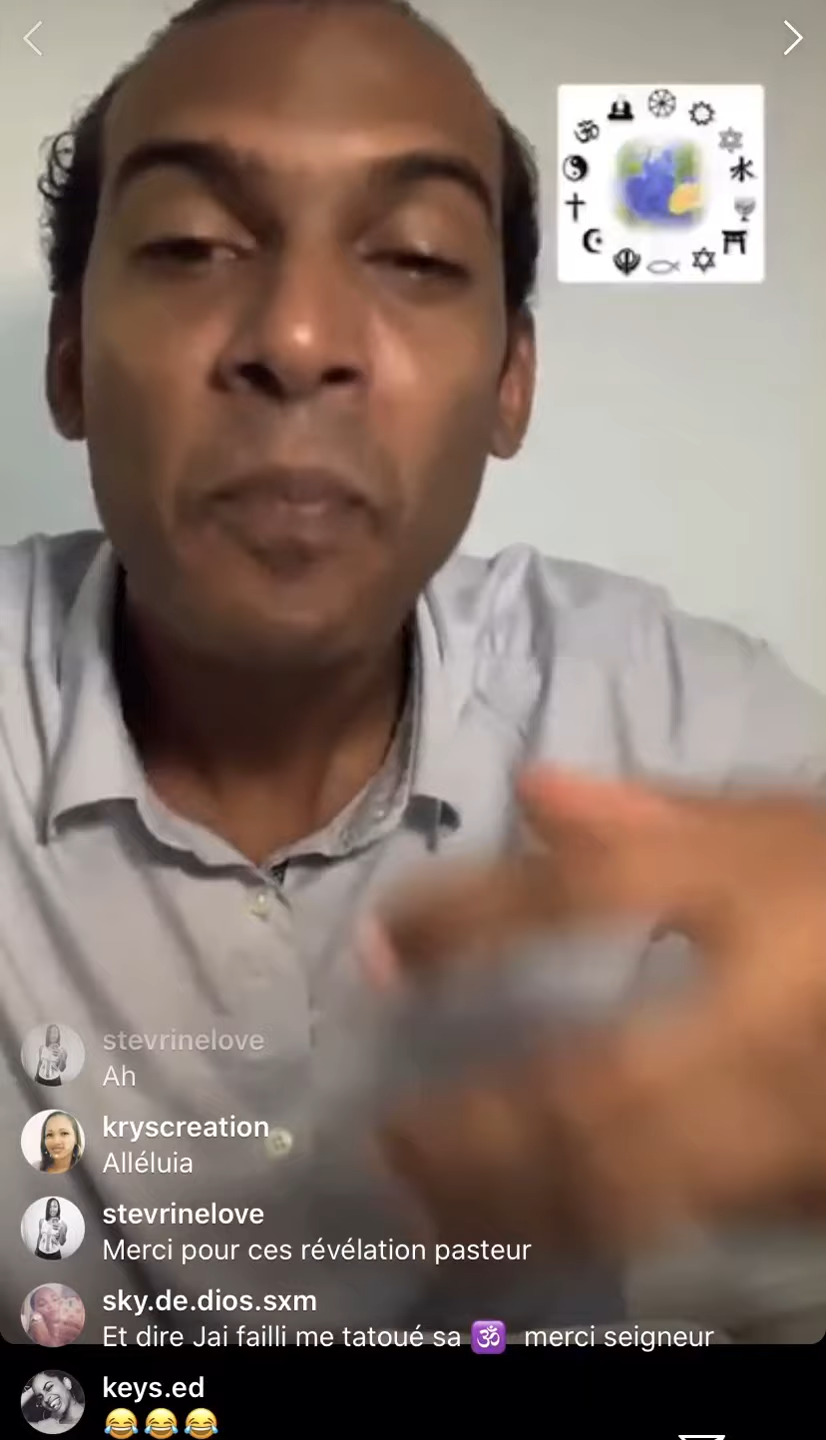 stevrinelove
Ah
kryscreation
Alléluia
stevrinelove
Merci pour ces révélation pasteur
sky.de.dios.sxm
Et dire Jai failli me tatoué sa 🕉 merci seigneur
keys.ed
😂😂😂